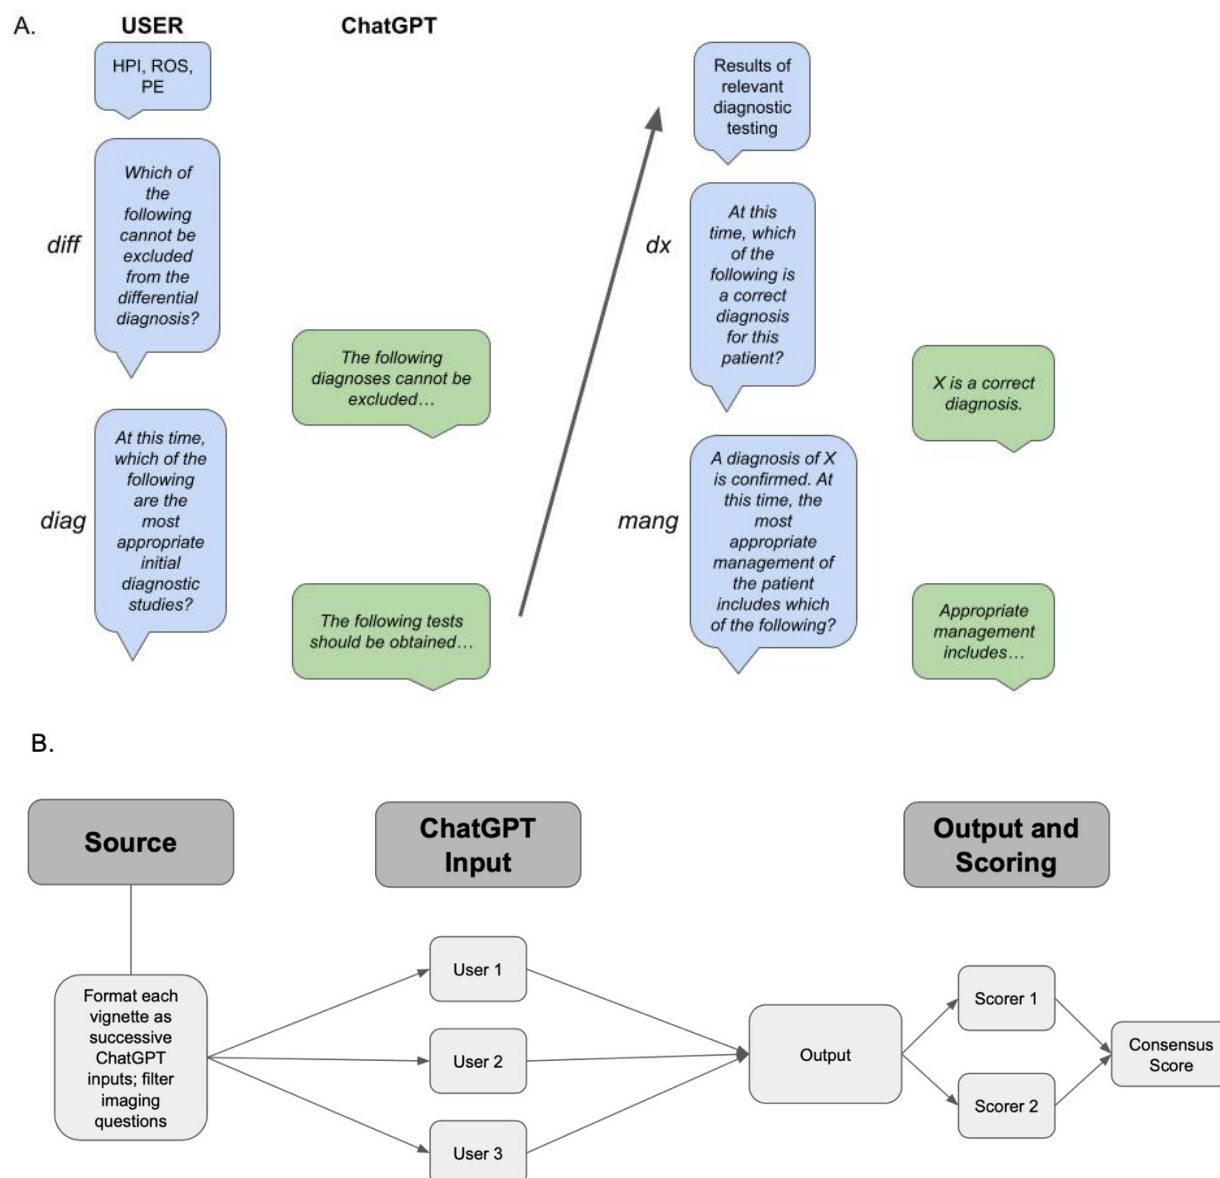 A.
USER
ChatGPT
HPI, ROS,
PE
diff
Which of
the
following
cannot be
excluded
from the
differential
diagnosis?
The following
diagnoses cannot be
excluded…
diag
At this time,
which of the
following
are the
most
appropriate
initial
diagnostic
studies?
The following tests
should be obtained…
Results of
relevant
diagnostic
testing
dx
At this
time, which
of the
following is
a correct
diagnosis
for this
patient?
X is a correct
diagnosis.
mang
A diagnosis of X
is confirmed. At
this time, the
most
appropriate
management of
the patient
includes which
of the following?
Appropriate
management
includes…
B.
Source
ChatGPT
Input
Output and
Scoring
Format each
vignette as
successive
ChatGPT
inputs; filter
imaging
questions
User 1
User 2
User 3
Output
Scorer 1
Scorer 2
Consensus
Score